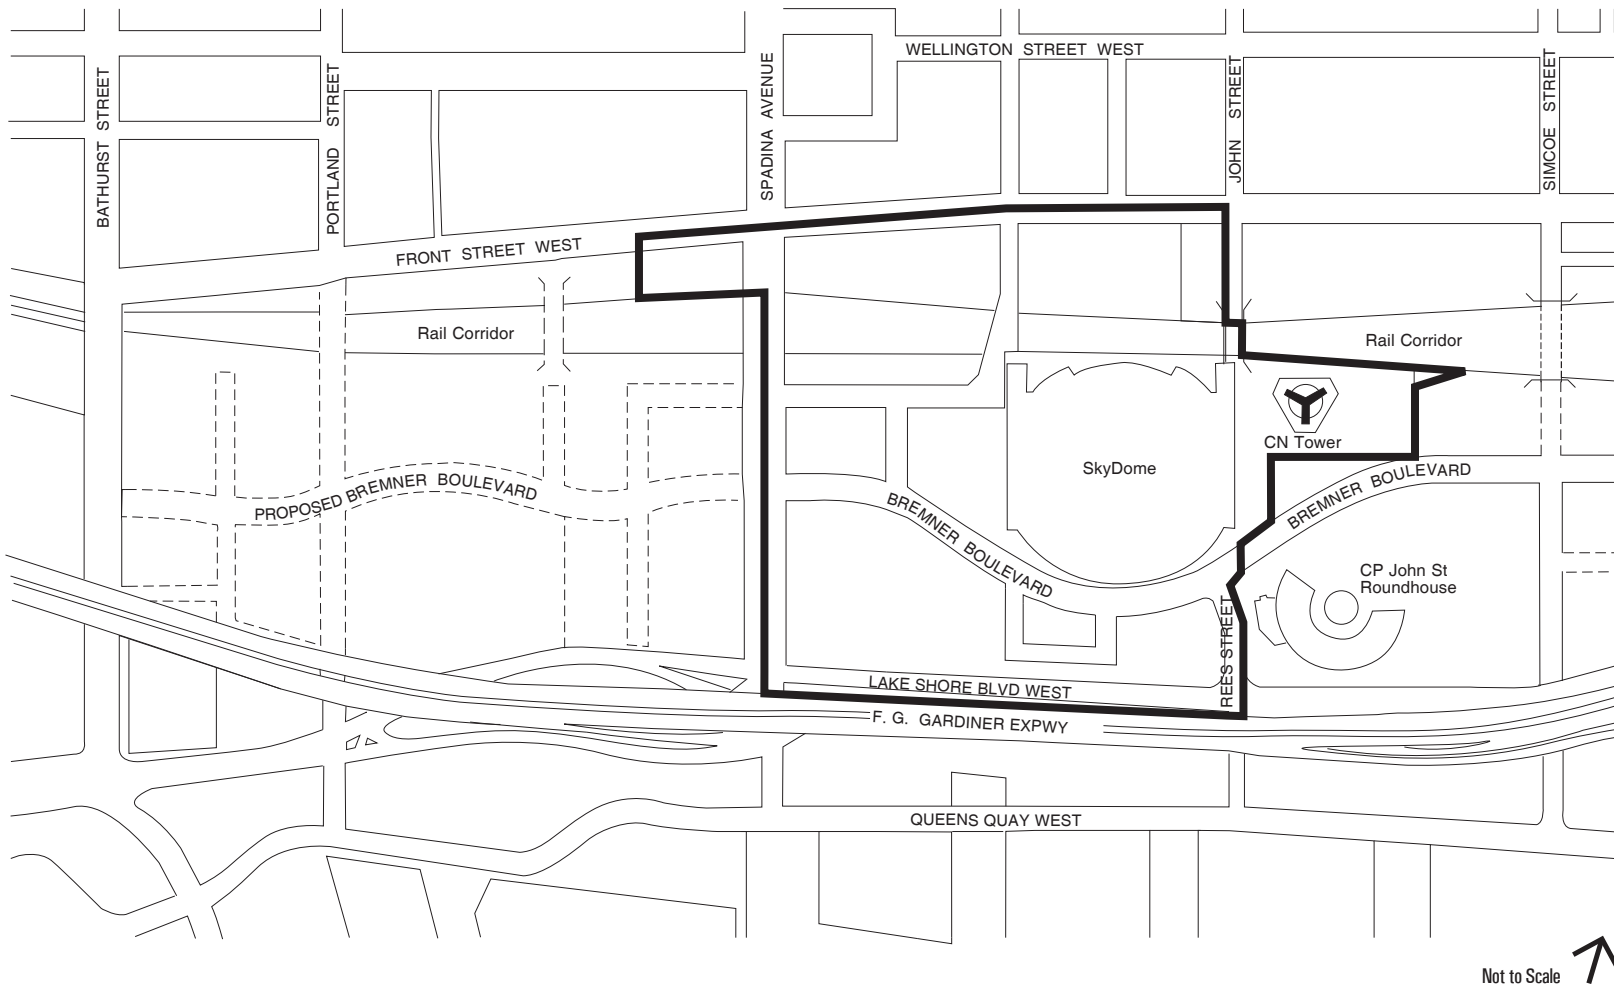 WELLINGTON STREET WEST
BATHURST STREET
PORTLAND STREET
SPADINA AVENUE
JOHN STREET
SIMCOE STREET
FRONT STREET WEST
Rail Corridor
Rail Corridor
CN Tower
SkyDome
PROPOSED BREMNER BOULEVARD
BREMNER BOULEVARD
BREMNER BOULEVARD
CP John St
Roundhouse
REES STREET
LAKE SHORE BLVD WEST
F. G. GARDINER EXPWY
QUEENS QUAY WEST
Not to Scale